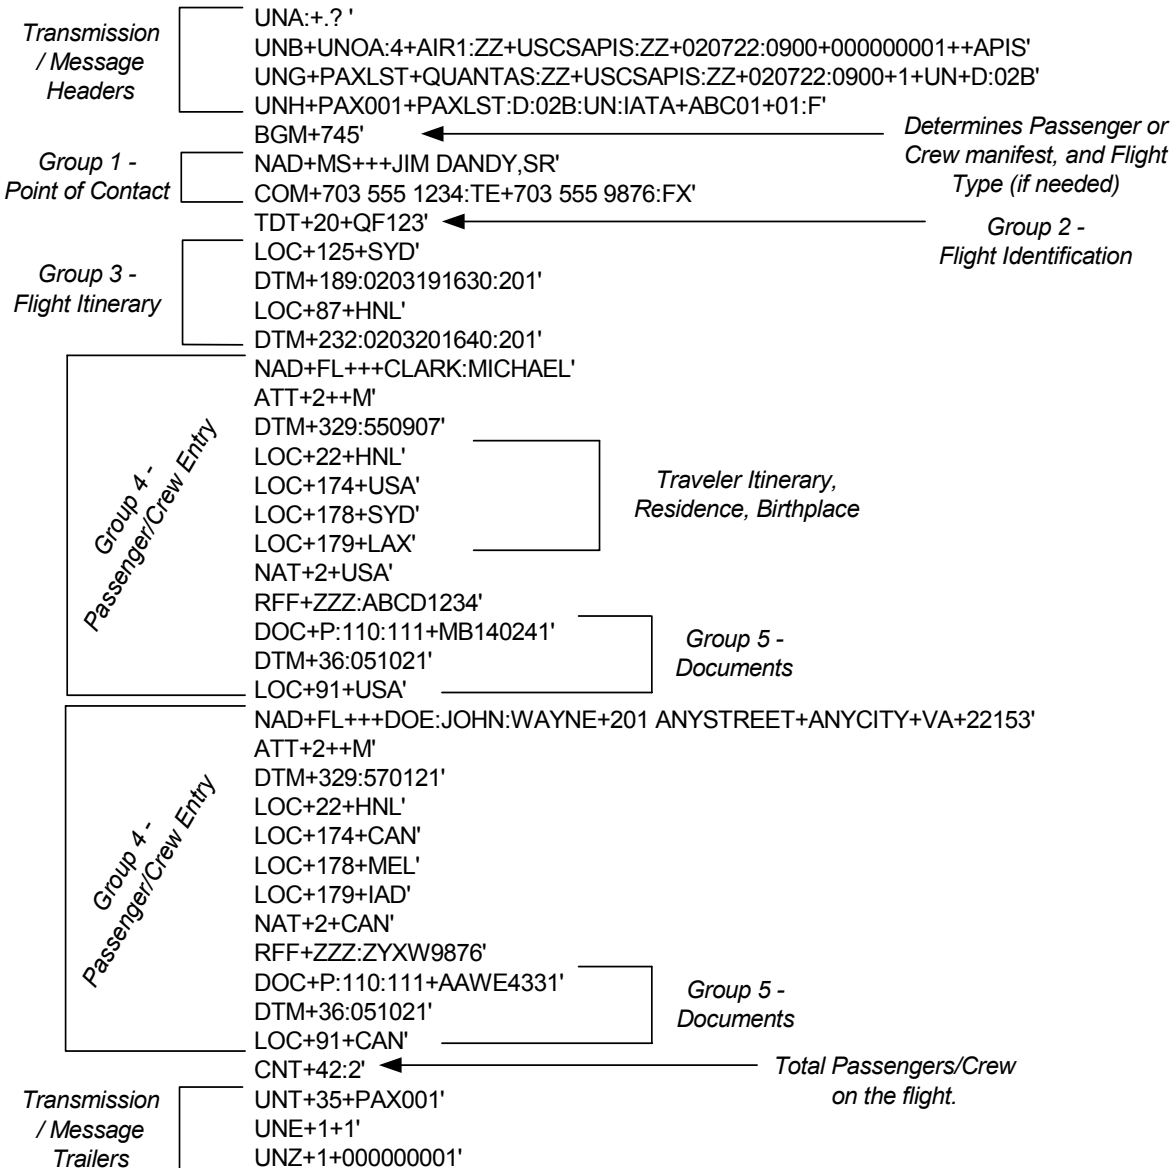 Transmission
/ Message
Headers
UNA:+.? '
UNB+UNOA:4+AIR1:ZZ+USCSAPIS:ZZ+020722:0900+000000001++APIS'
UNG+PAXLST+QUANTAS:ZZ+USCSAPIS:ZZ+020722:0900+1+UN+D:02B'
UNH+PAX001+PAXLST:D:02B:UN:IATA+ABC01+01:F'
BGM+745'
Determines Passenger or
Crew manifest, and Flight
Type (if needed)
Group 1 -
Point of Contact
NAD+MS+++JIM DANDY,SR'
COM+703 555 1234:TE+703 555 9876:FX'
TDT+20+QF123'
Group 2 -
Flight Identification
Group 3 -
Flight Itinerary
LOC+125+SYD'
DTM+189:0203191630:201'
LOC+87+HNL'
DTM+232:0203201640:201'
Group 4 -
Passenger/Crew Entry
NAD+FL+++CLARK:MICHAEL'
ATT+2++M'
DTM+329:550907'
LOC+22+HNL'
LOC+174+USA'
LOC+178+SYD'
LOC+179+LAX'
Traveler Itinerary,
Residence, Birthplace
NAT+2+USA'
RFF+ZZZ:ABCD1234'
DOC+P:110:111+MB140241'
DTM+36:051021'
LOC+91+USA'
Group 5 -
Documents
Group 4 -
Passenger/Crew Entry
NAD+FL+++DOE:JOHN:WAYNE+201 ANYSTREET+ANYCITY+VA+22153'
ATT+2++M'
DTM+329:570121'
LOC+22+HNL'
LOC+174+CAN'
LOC+178+MEL'
LOC+179+IAD'
NAT+2+CAN'
RFF+ZZZ:ZYXW9876'
DOC+P:110:111+AAWE4331'
DTM+36:051021'
LOC+91+CAN'
Group 5 -
Documents
CNT+42:2'
Total Passengers/Crew
on the flight.
Transmission
/ Message
Trailers
UNT+35+PAX001'
UNE+1+1'
UNZ+1+000000001'